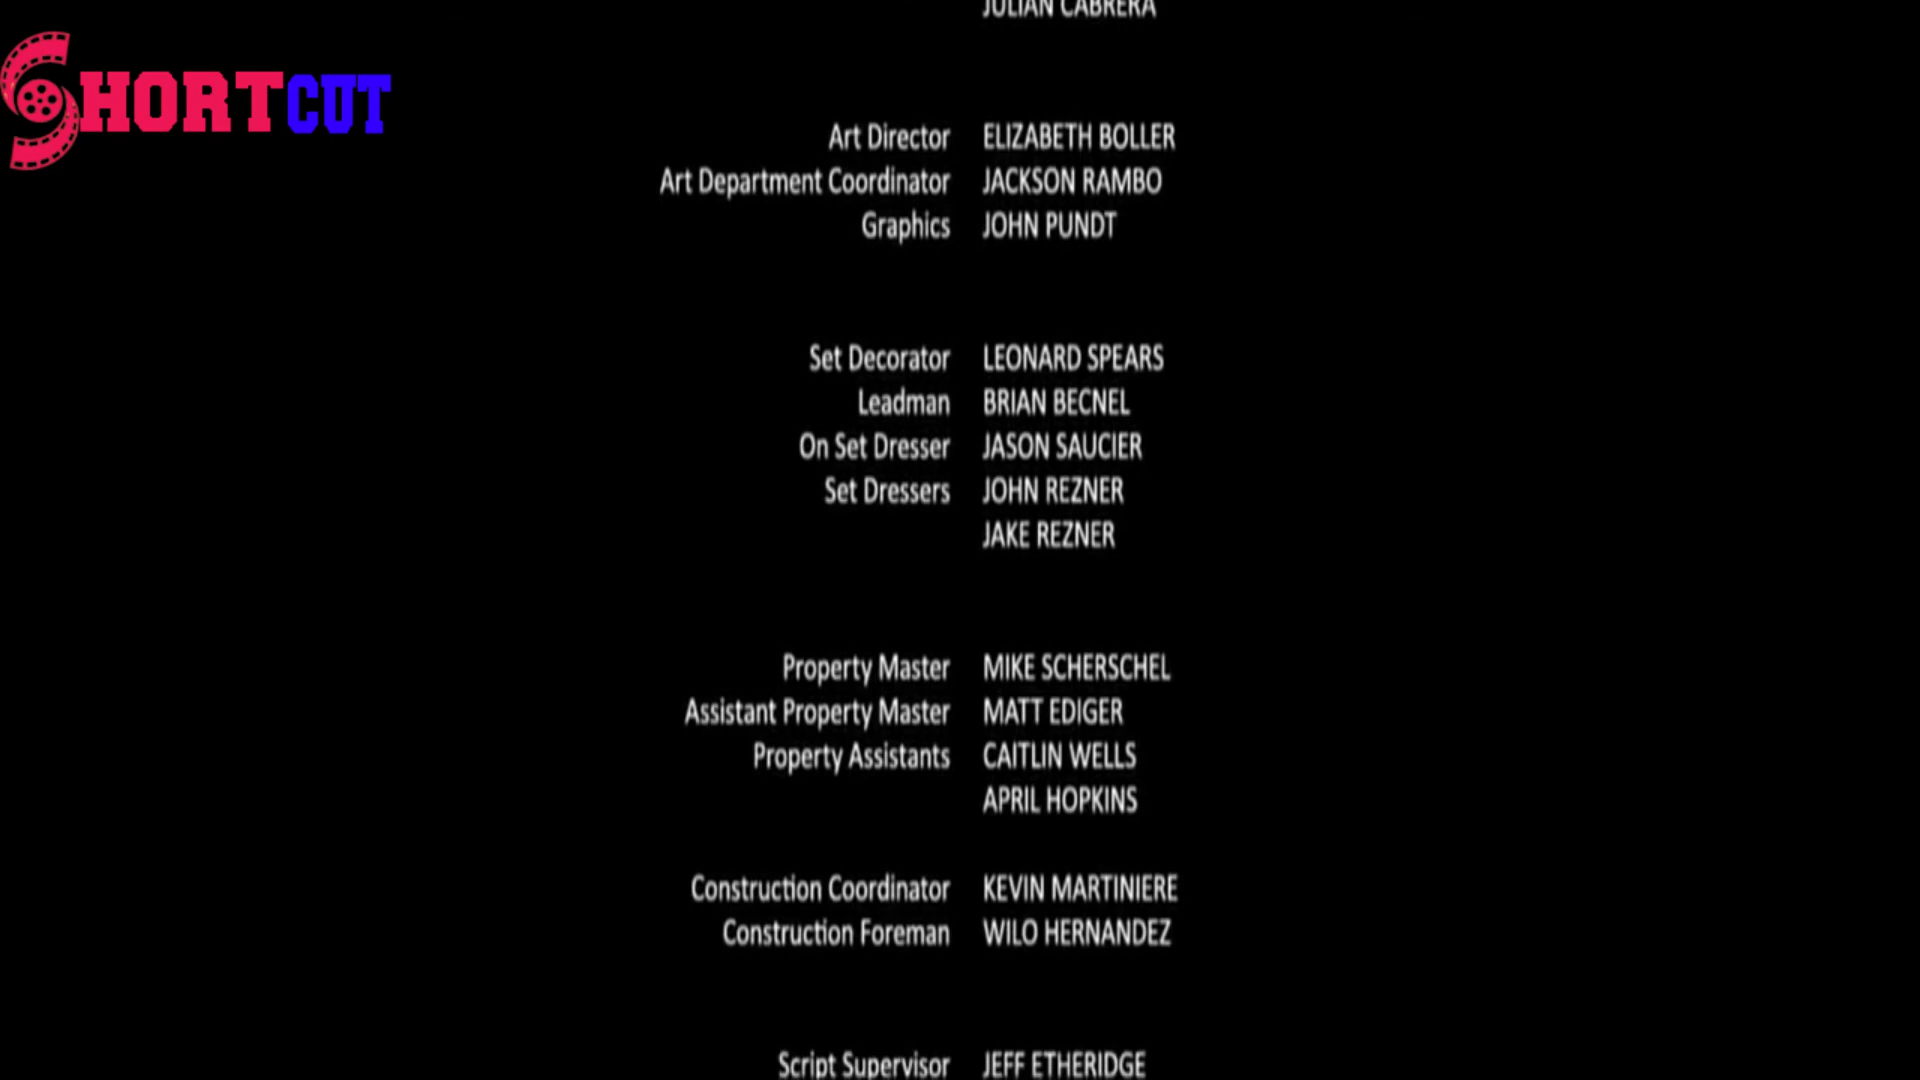 JULIAN CABRERA
SHORTCUT
Art Director ELIZABETH BOLLER
Art Department Coordinator JACKSON RAMBO
Graphics JOHN PUNDT
Set Decorator LEONARD SPEARS
Leadman BRIAN BECNEL
On Set Dresser JASON SAUCIER
Set Dressers JOHN REZNER
JAKE REZNER
Property Master MIKE SCHERSCHEL
Assistant Property Master MATT EDIGER
Property Assistants CAITLIN WELLS
APRIL HOPKINS
Construction Coordinator KEVIN MARTINIERE
Construction Foreman WILO HERNANDEZ
Script Supervisor JEFF ETHERIDGE